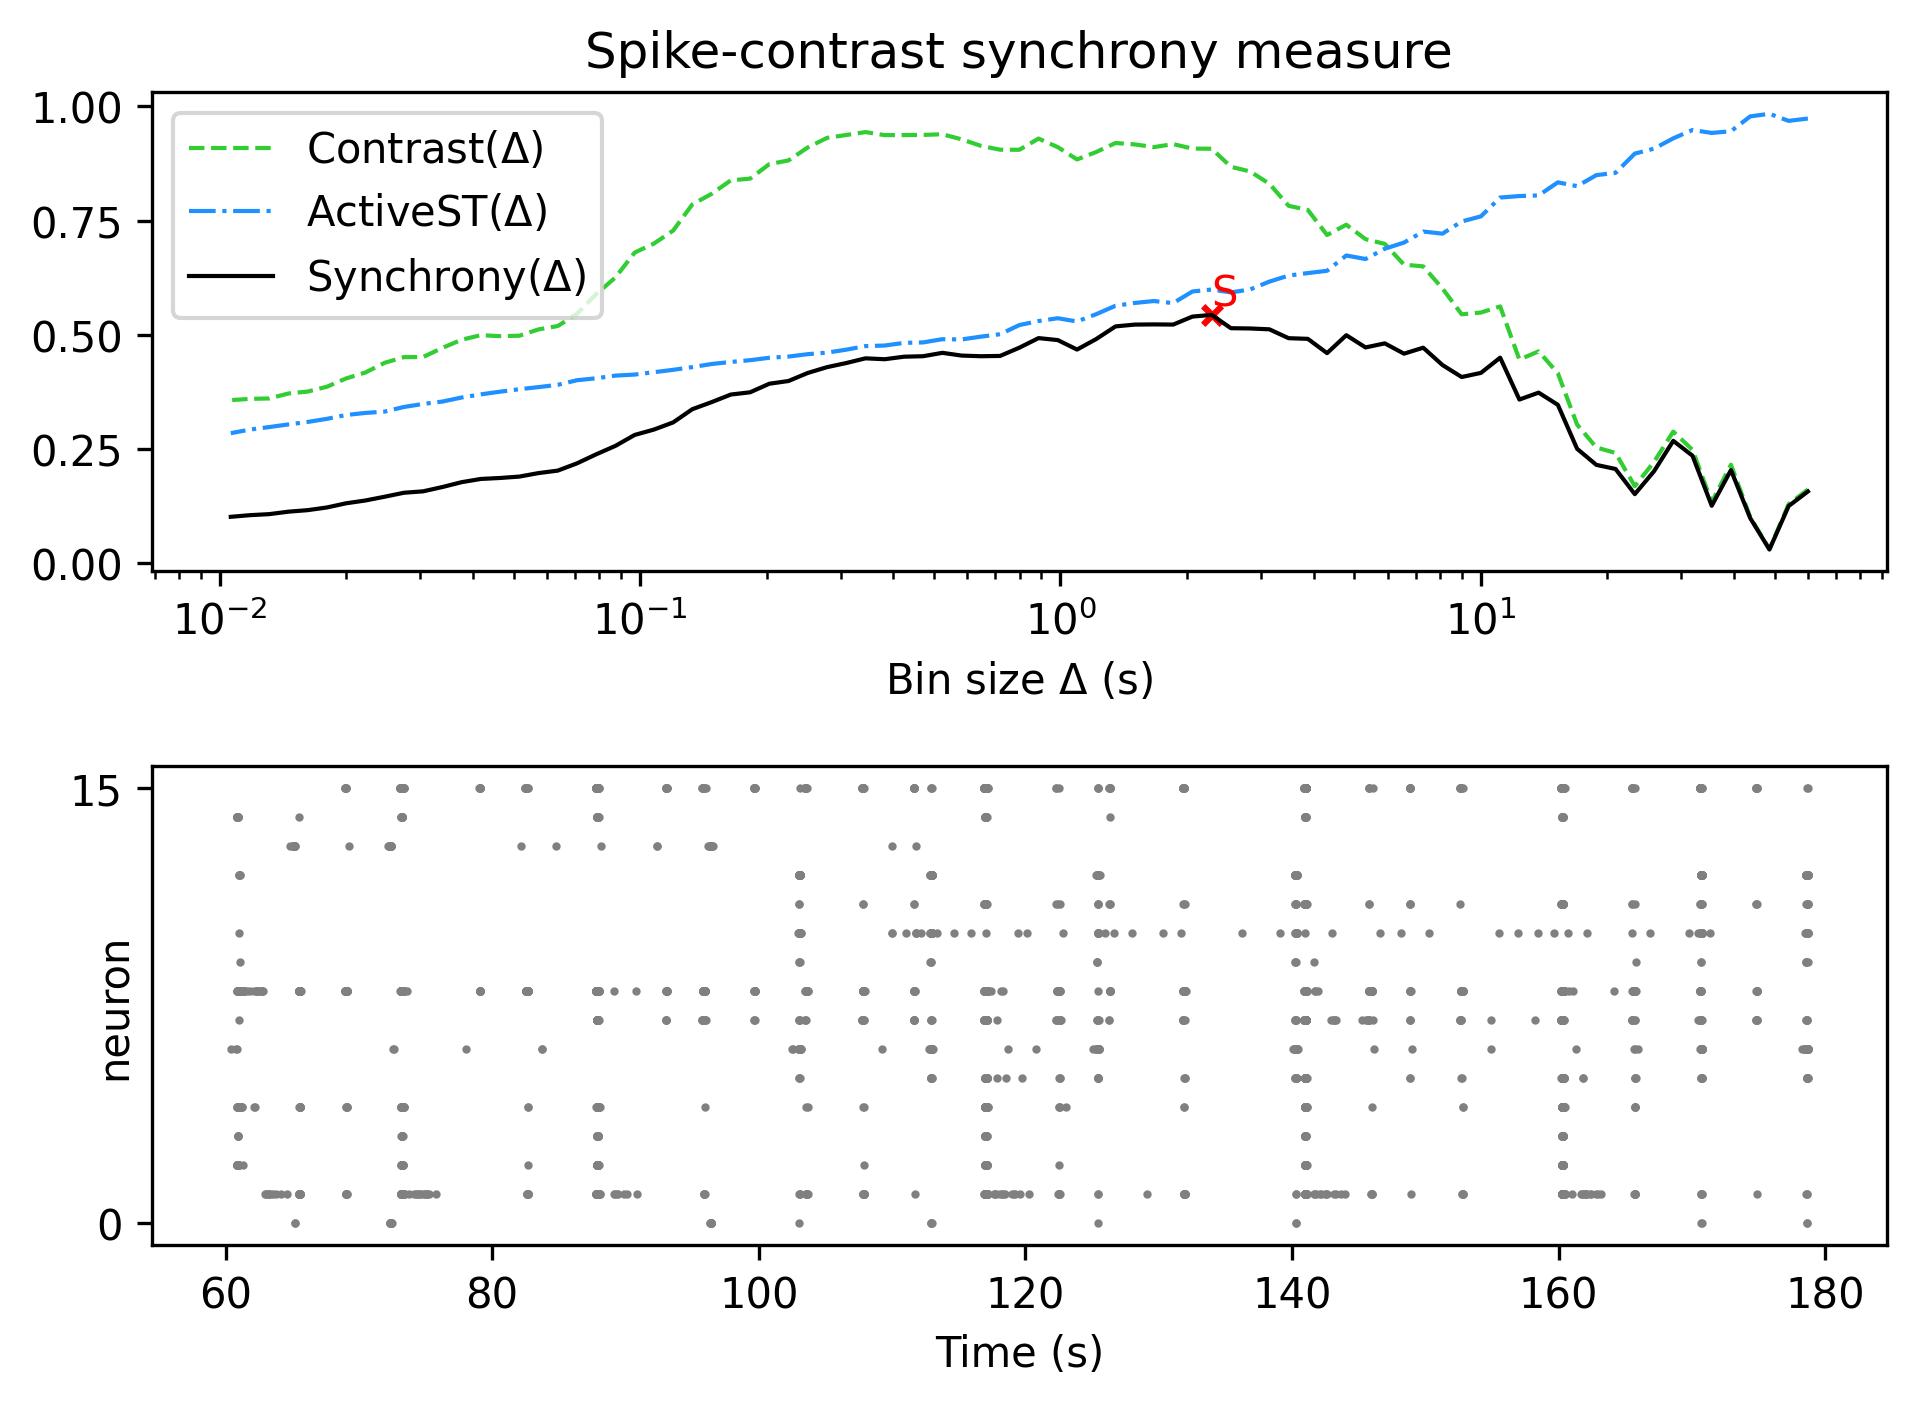 Spike-contrast synchrony measure
1.00
0.75
0.50
0.25
0.00
Contrast(Δ)
ActiveST(Δ)
Synchrony(Δ)
S
10⁻² 10⁻¹ 10⁰ 10¹
Bin size Δ (s)
15
0
neuron
60 80 100 120 140 160 180
Time (s)